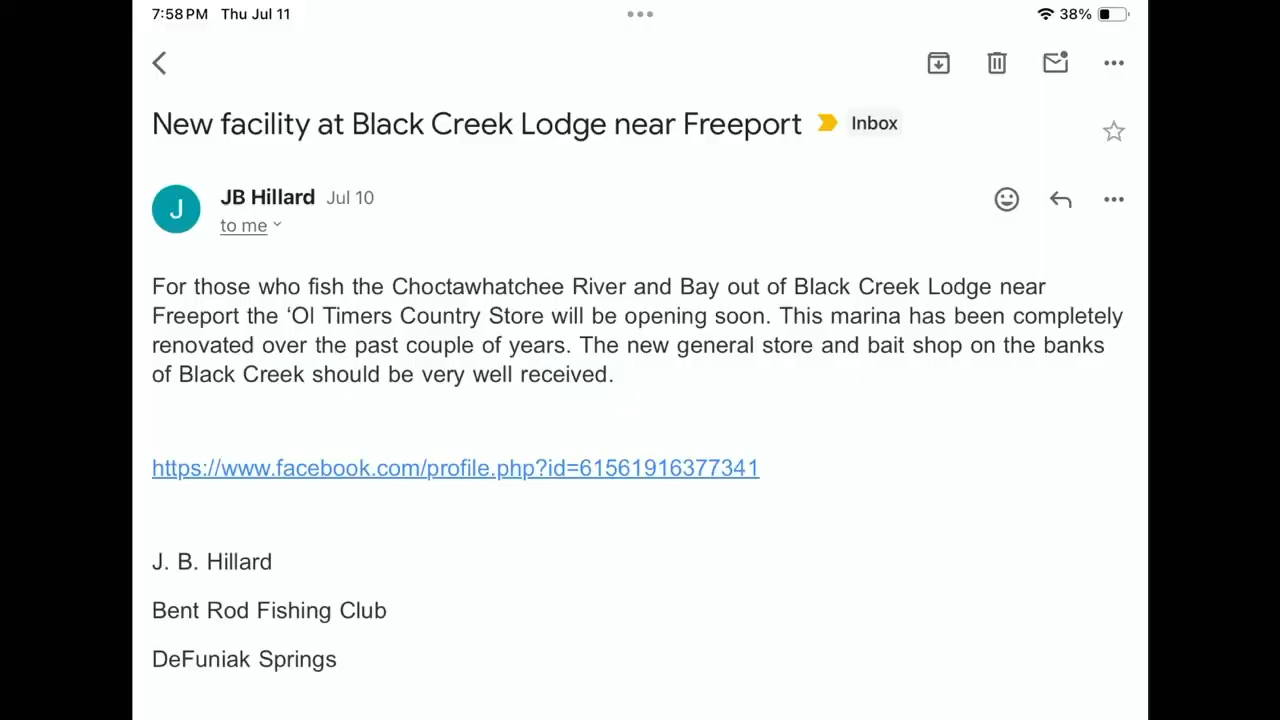 7:58 PM Thu Jul 11
38%
New facility at Black Creek Lodge near Freeport Inbox
JB Hillard Jul 10
J
to me
For those who fish the Choctawhatchee River and Bay out of Black Creek Lodge near
Freeport the ‘Ol Timers Country Store will be opening soon. This marina has been completely
renovated over the past couple of years. The new general store and bait shop on the banks
of Black Creek should be very well received.
https://www.facebook.com/profile.php?id=61561916377341
J. B. Hillard
Bent Rod Fishing Club
DeFuniak Springs